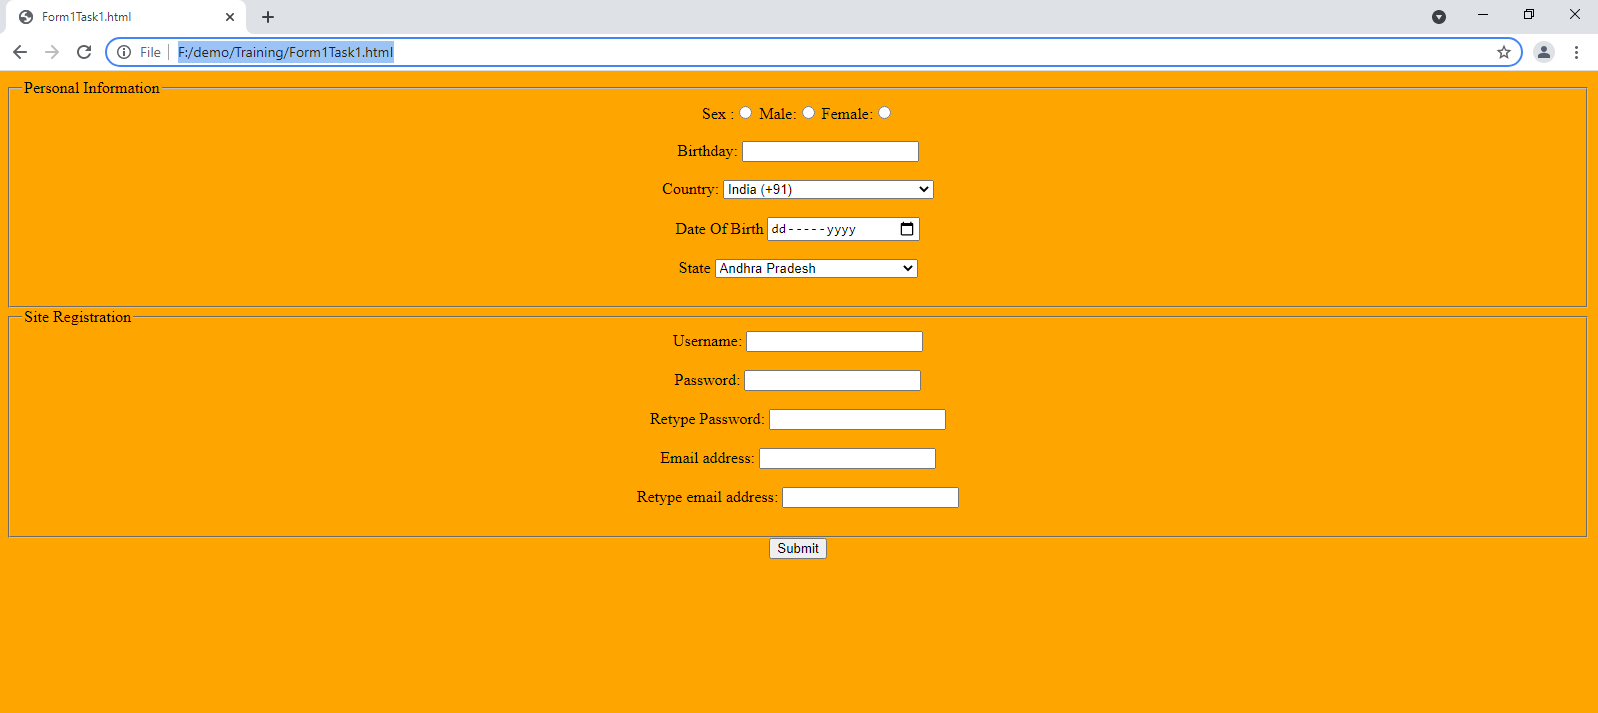 Form1Task1.html
File F:/demo/Training/Form1Task1.html
Personal Information
Sex : Male: Female:
Birthday:
Country: India (+91)
Date Of Birth dd-----yyyy
State Andhra Pradesh
Site Registration
Username:
Password:
Retype Password:
Email address:
Retype email address:
Submit